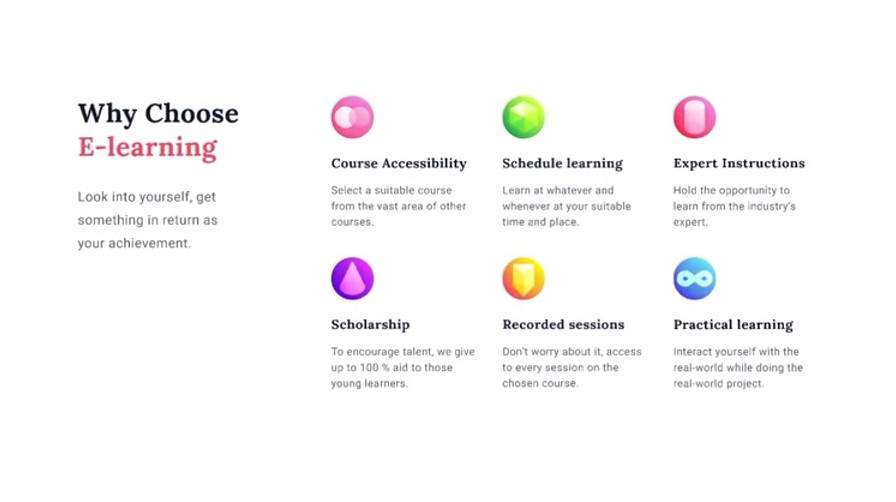 Why Choose
E-learning
Look into yourself, get
something in return as
your achievement.
Course Accessibility
Select a suitable course
from the vast area of other
courses.
Schedule learning
Learn at whatever and
whenever at your suitable
time and place.
Expert Instructions
Hold the opportunity to
learn from the industry's
expert.
Scholarship
To encourage talent, we give
up to 100 % aid to those
young learners.
Recorded sessions
Don't worry about it, access
to every session on the
chosen course.
Practical learning
Interact yourself with the
real-world while doing the
real-world project.